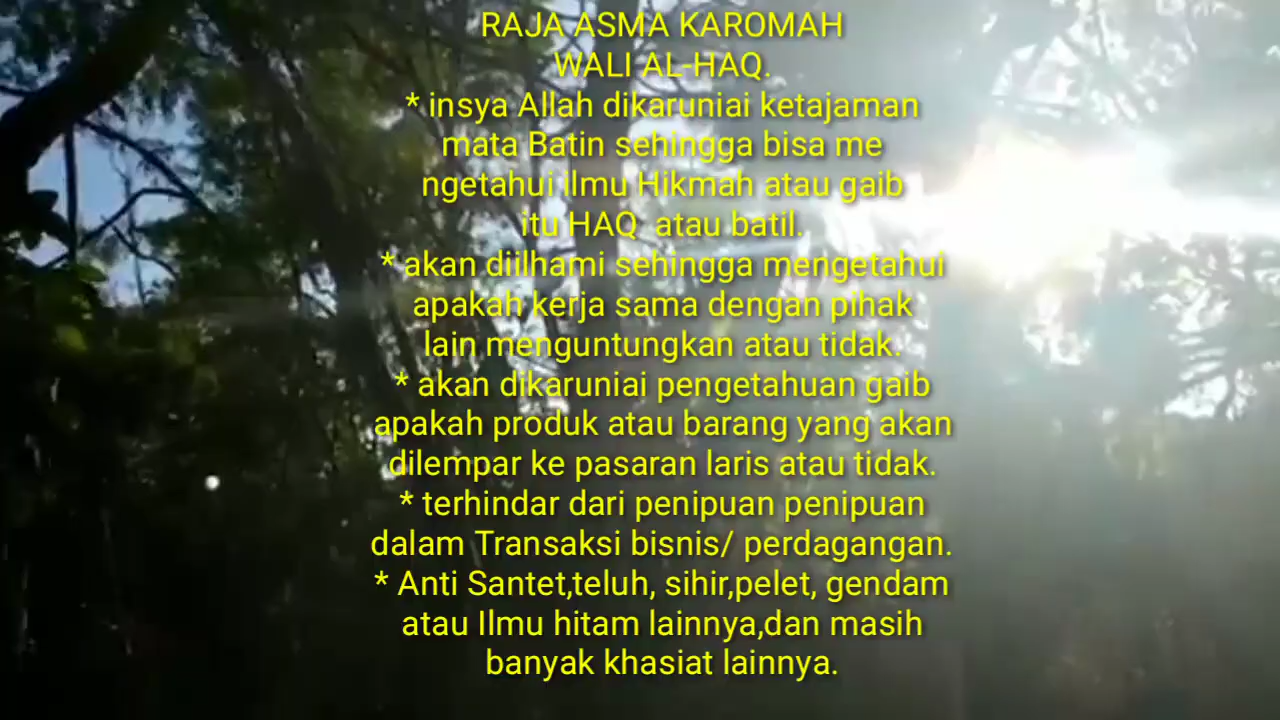 RAJA ASMA KAROMAH
WALI AL-HAQ.
* insya Allah dikaruniai ketajaman
mata Batin sehingga bisa me
ngetahui ilmu Hikmah atau gaib
itu HAQ atau batil.
* akan diilhami sehingga mengetahui
apakah kerja sama dengan pihak
lain menguntungkan atau tidak.
* akan dikaruniai pengetahuan gaib
apakah produk atau barang yang akan
dilempar ke pasaran laris atau tidak.
* terhindar dari penipuan penipuan
dalam Transaksi bisnis/ perdagangan.
* Anti Santet,teluh, sihir,pelet, gendam
atau Ilmu hitam lainnya,dan masih
banyak khasiat lainnya.